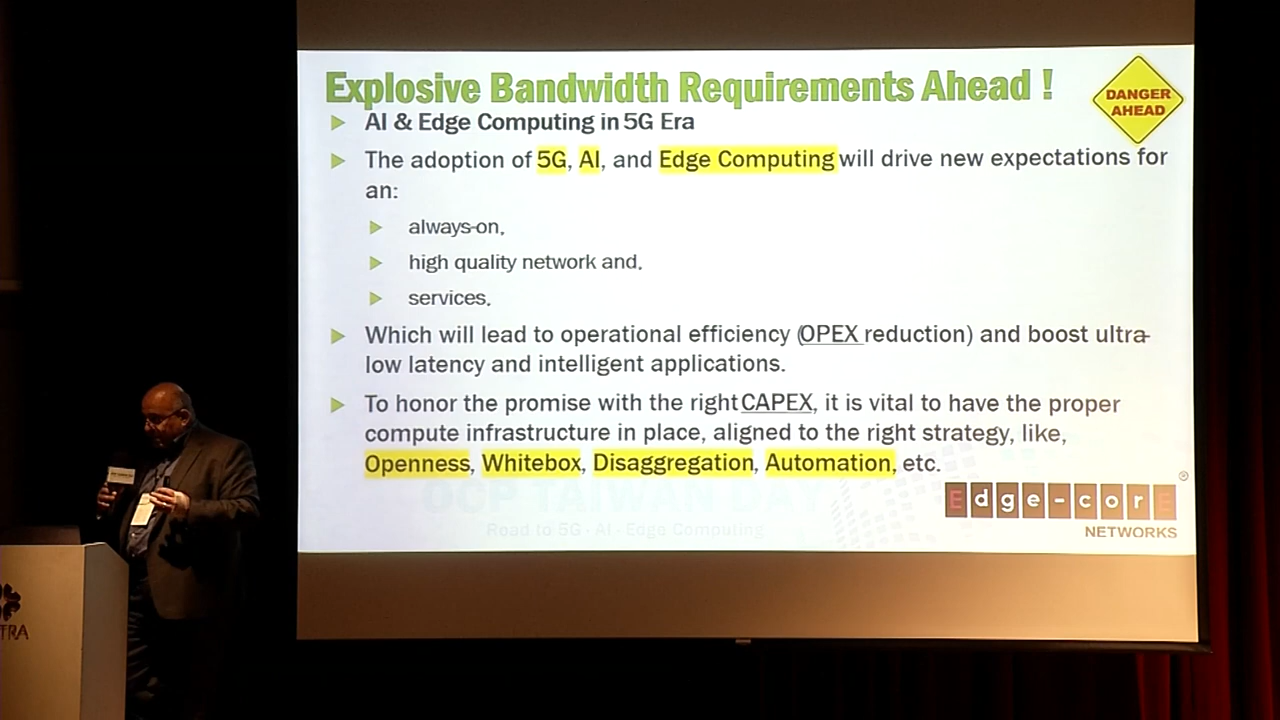 Explosive Bandwidth Requirements Ahead !
DANGER
AHEAD
AI & Edge Computing in 5G Era
The adoption of 5G, AI, and Edge Computing will drive new expectations for
an:
always-on,
high quality network and,
services,
Which will lead to operational efficiency (OPEX reduction) and boost ultra-
low latency and intelligent applications.
To honor the promise with the right CAPEX, it is vital to have the proper
compute infrastructure in place, aligned to the right strategy, like,
Openness, Whitebox, Disaggregation, Automation, etc.
OCP TAIWAN DAY
Road to 5G · AI · Edge Computing
Edge-corE
®
NETWORKS
TRA